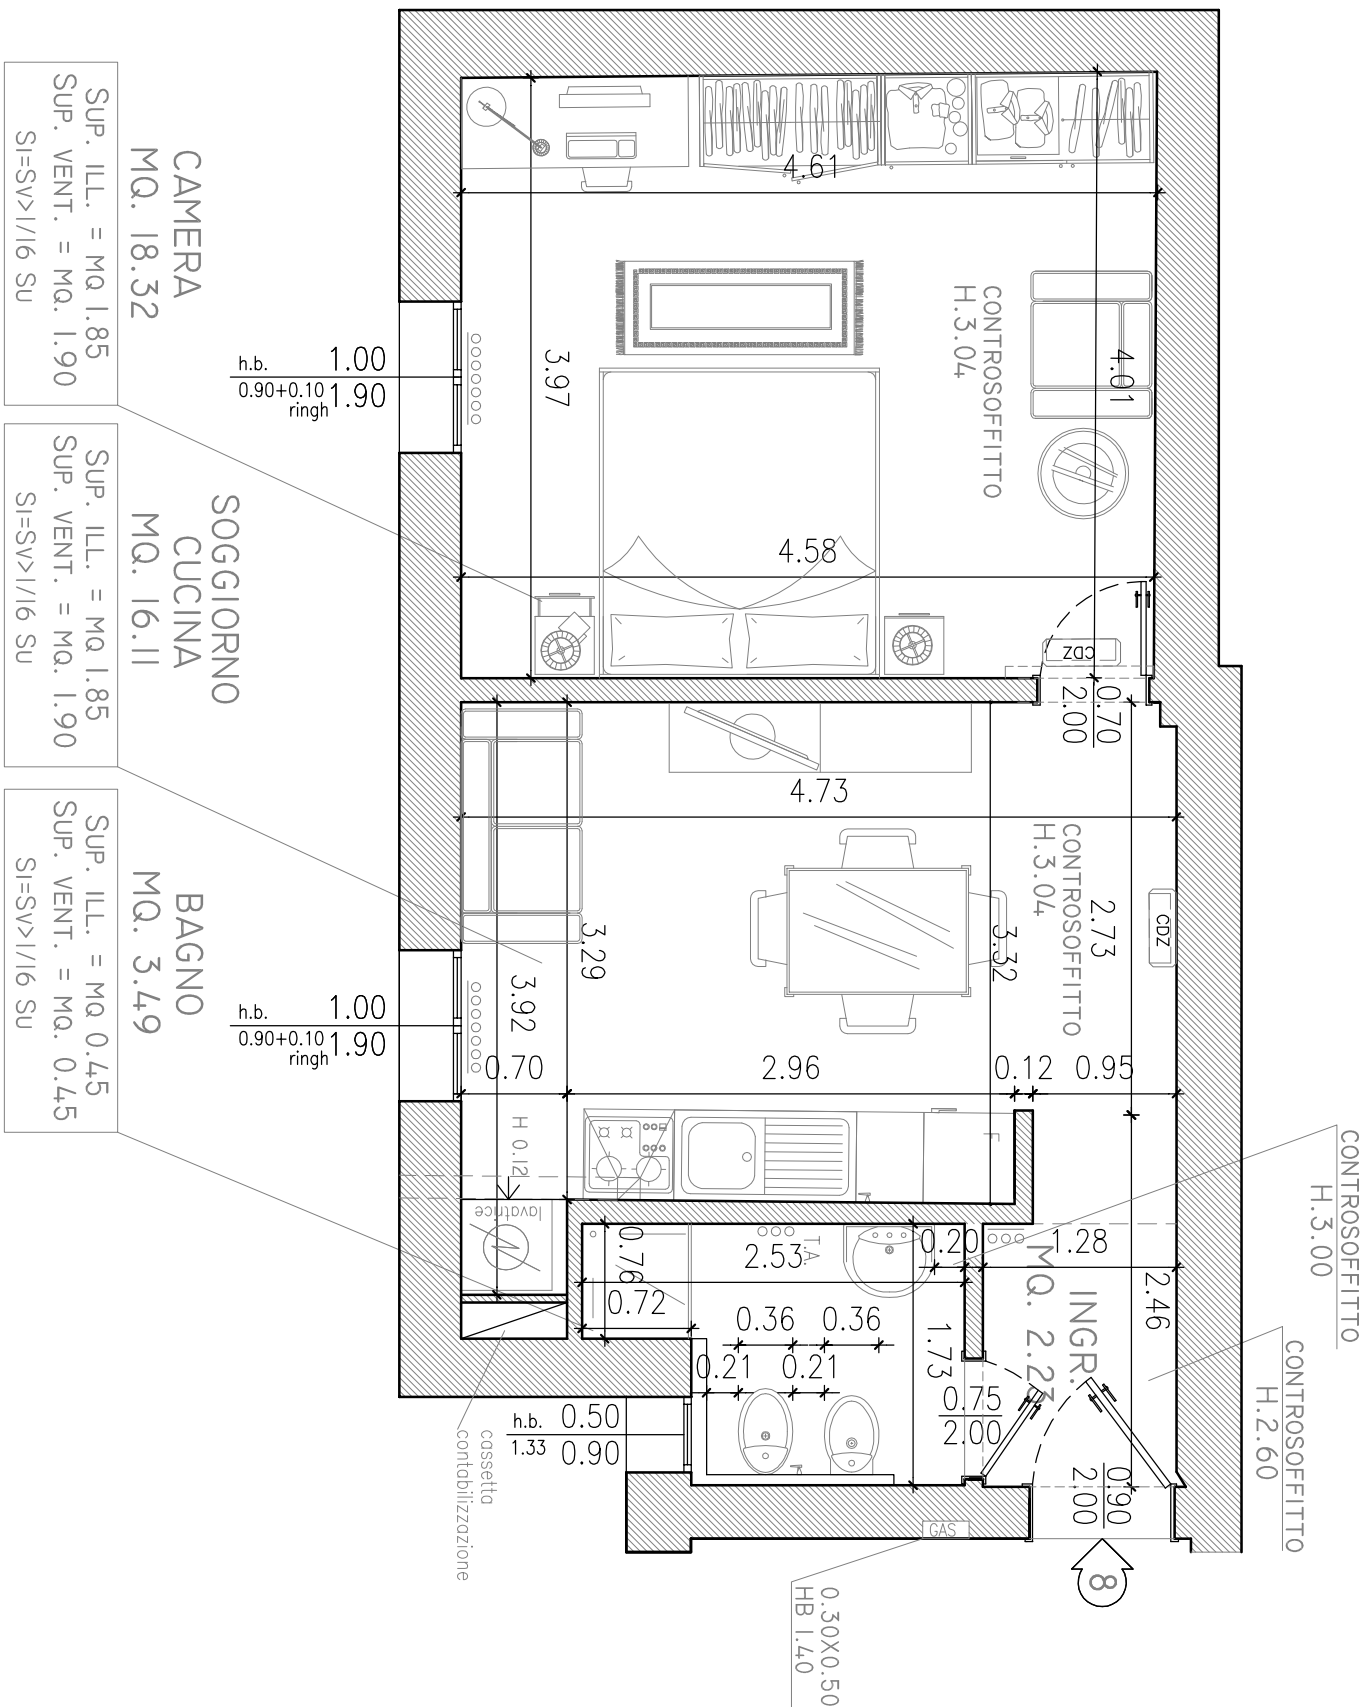 CAMERA
MQ. 18.32
SUP. ILL. = MQ 1.85
SUP. VENT. = MQ. 1.90
SI=SV>1/16 SU
SOGGIORNO
CUCINA
MQ. 16.11
SUP. ILL. = MQ 1.85
SUP. VENT. = MQ. 1.90
SI=SV>1/16 SU
BAGNO
MQ. 3.49
SUP. ILL. = MQ 0.45
SUP. VENT. = MQ. 0.45
SI=SV>1/16 SU
4.61
CONTROSOFFITTO
H.3.04
4.01
3.97
h.b. 1.00
0.90+0.10 1.90
ringh
4.58
CDZ
0.70
2.00
4.73
CONTROSOFFITTO
H.3.04
2.73
CDZ
3.32
3.29
3.92
h.b. 1.00
0.90+0.10 1.90
ringh
0.70
2.96
0.12
0.95
H 0.12
F
lavatrice
0.76
2.53
T.A.
0.20
1.28
INGR.
MQ. 2.23
2.46
0.72
0.36
0.36
1.73
0.21
0.21
0.75
2.00
h.b. 0.50
1.33 0.90
0.90
2.00
cassetta
contabilizzazione
GAS
8
0.30X0.50
HB 1.40
CONTROSOFFITTO
H.3.00
CONTROSOFFITTO
H.2.60